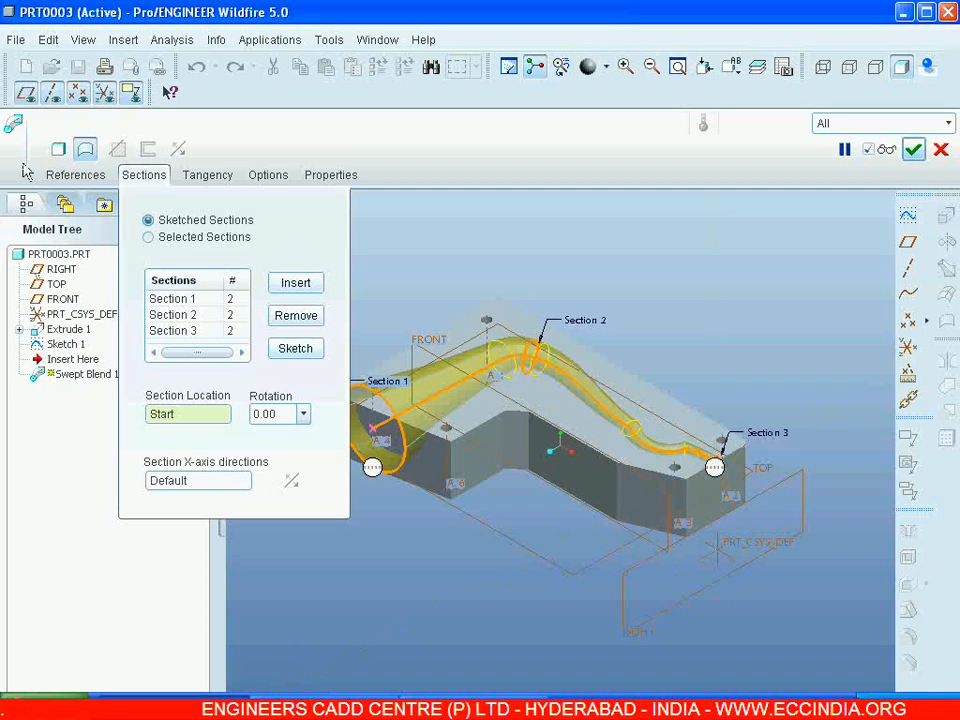 PRT0003 (Active) - Pro/ENGINEER Wildfire 5.0
File Edit View Insert Analysis Info Applications Tools Window Help
All
References Sections Tangency Options Properties
Model Tree
PRT0003.PRT
RIGHT
TOP
FRONT
PRT_CSYS_DEF
Extrude 1
Sketch 1
Insert Here
*Swept Blend 1
Sketched Sections
Selected Sections
Sections #
Section 1 2
Section 2 2
Section 3 2
Insert
Remove
Sketch
Section Location Rotation
Start 0.00
Section X-axis directions
Default
Section 2
FRONT
Section 1
Section 3
TOP
A_6
A_3
PRT_CSYS_DEF
ENGINEERS CADD CENTRE (P) LTD - HYDERABAD - INDIA - WWW.ECCINDIA.ORG